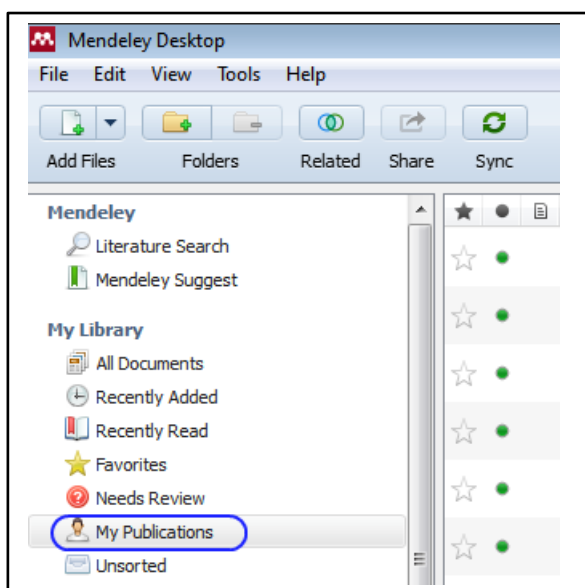 Mendeley Desktop
File Edit View Tools Help
Add Files Folders Related Share Sync
Mendeley
Literature Search
Mendeley Suggest
My Library
All Documents
Recently Added
Recently Read
Favorites
Needs Review
My Publications
Unsorted